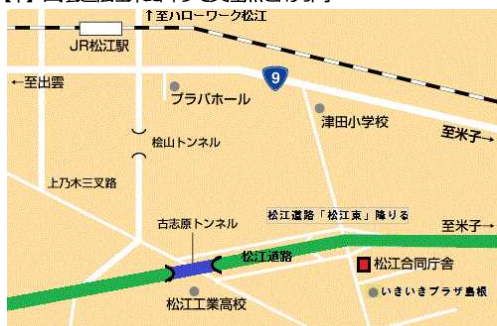 ↑至ハローワーク松江
JR松江駅
←至出雲
9
プラバホール
津田小学校
至米子→
桧山トンネル
上乃木三叉路
松江道路「松江東」降りる
古志原トンネル
至米子→
松江道路
松江合同庁舎
松江工業高校
いきいきプラザ島根